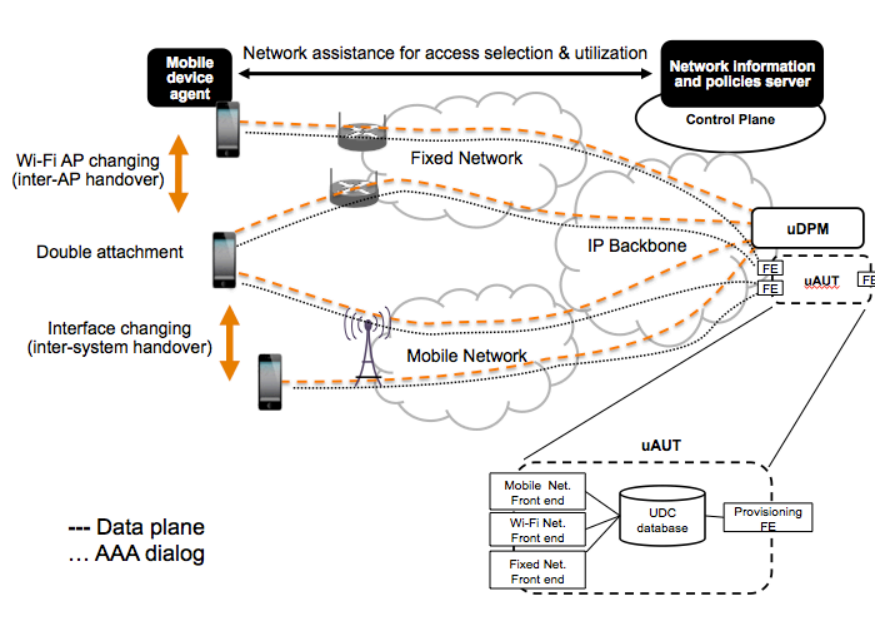 Network assistance for access selection & utilization
Mobile
device
agent
Network information
and policies server
Control Plane
Wi-Fi AP changing
(inter-AP handover)
Fixed Network
Double attachment
IP Backbone
uDPM
FE
FE
uAUT
FE
Interface changing
(inter-system handover)
Mobile Network
uAUT
Mobile Net.
Front end
Wi-Fi Net.
Front end
Fixed Net.
Front end
UDC
database
Provisioning
FE
--- Data plane
... AAA dialog